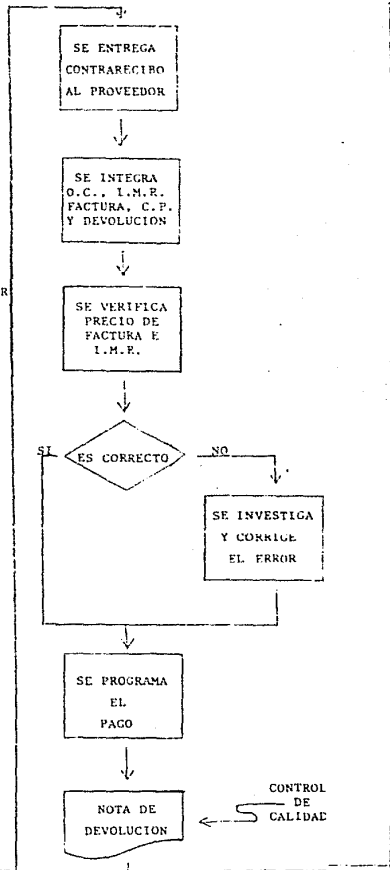 SE ENTREGA
CONTRARECIBO
AL PROVEEDOR
SE INTEGRA
O.C., I.M.R.
FACTURA, C.P.
Y DEVOLUCION
R
SE VERIFICA
PRECIO DE
FACTURA E
I.M.R.
SI
ES CORRECTO
NO
SE INVESTIGA
Y CORRIGE
EL ERROR
SE PROGRAMA
EL
PAGO
NOTA DE
DEVOLUCION
CONTROL
DE
CALIDAD